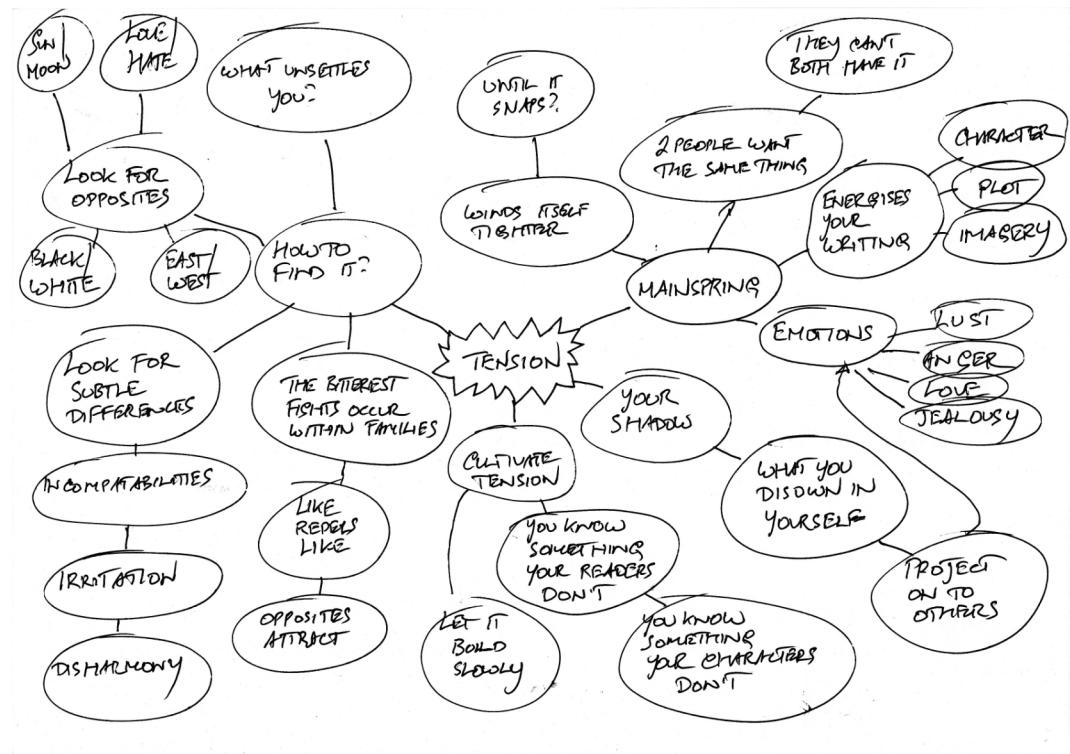 SUN/
MOON
LOVE/
HATE
WHAT UNSETTLES
YOU?
UNTIL IT
SNAPS?
THEY CAN'T
BOTH HAVE IT
2 PEOPLE WANT
THE SAME THING
CHARACTER
PLOT
IMAGERY
ENERGISES
YOUR
WRITING
LOOK FOR
OPPOSITES
WINDS ITSELF
TIGHTER
BLACK/
WHITE
EAST/
WEST
HOW TO
FIND IT?
MAINSPRING
EMOTIONS
LUST
ANGER
LOVE
JEALOUSY
TENSION
LOOK FOR
SUBTLE
DIFFERENCES
THE BITTEREST
FIGHTS OCCUR
WITHIN FAMILIES
YOUR
SHADOW
CULTIVATE
TENSION
WHAT YOU
DISOWN IN
YOURSELF
INCOMPATABILITIES
LIKE
REPELS
LIKE
YOU KNOW
SOMETHING
YOUR READERS
DON'T
PROJECT
ON TO
OTHERS
IRRITATION
OPPOSITES
ATTRACT
LET IT
BUILD
SLOWLY
YOU KNOW
SOMETHING
YOUR CHARACTERS
DON'T
DISHARMONY